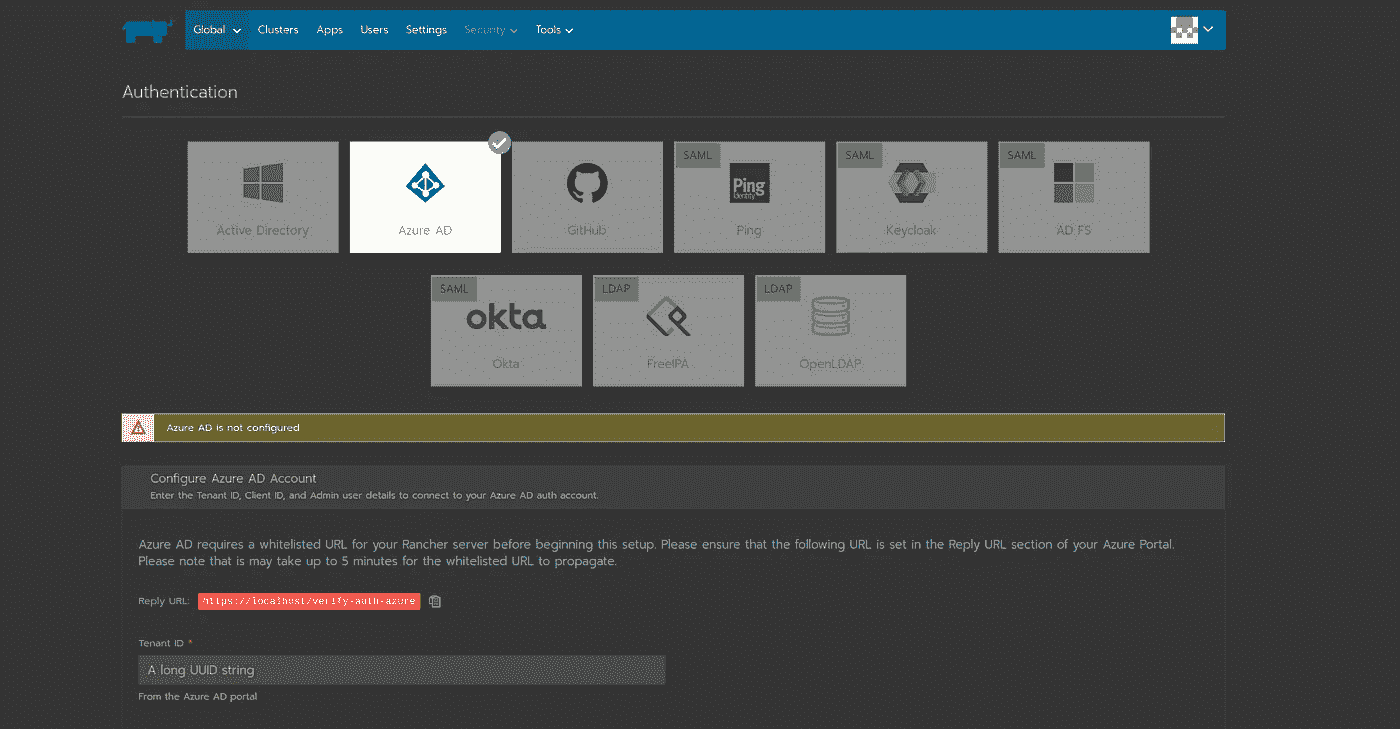 Global Clusters Apps Users Settings Security Tools
Authentication
Active Directory
Azure AD
GitHub
SAML
Ping
Identity
Ping
SAML
Keycloak
SAML
AD FS
SAML
okta
Okta
LDAP
FreeIPA
LDAP
OpenLDAP
Azure AD is not configured
Configure Azure AD Account
Enter the Tenant ID, Client ID, and Admin user details to connect to your Azure AD auth account.
Azure AD requires a whitelisted URL for your Rancher server before beginning this setup. Please ensure that the following URL is set in the Reply URL section of your Azure Portal.
Please note that is may take up to 5 minutes for the whitelisted URL to propagate.
Reply URL: https://localhost/verify-auth-azure
Tenant ID *
A long UUID string
From the Azure AD portal